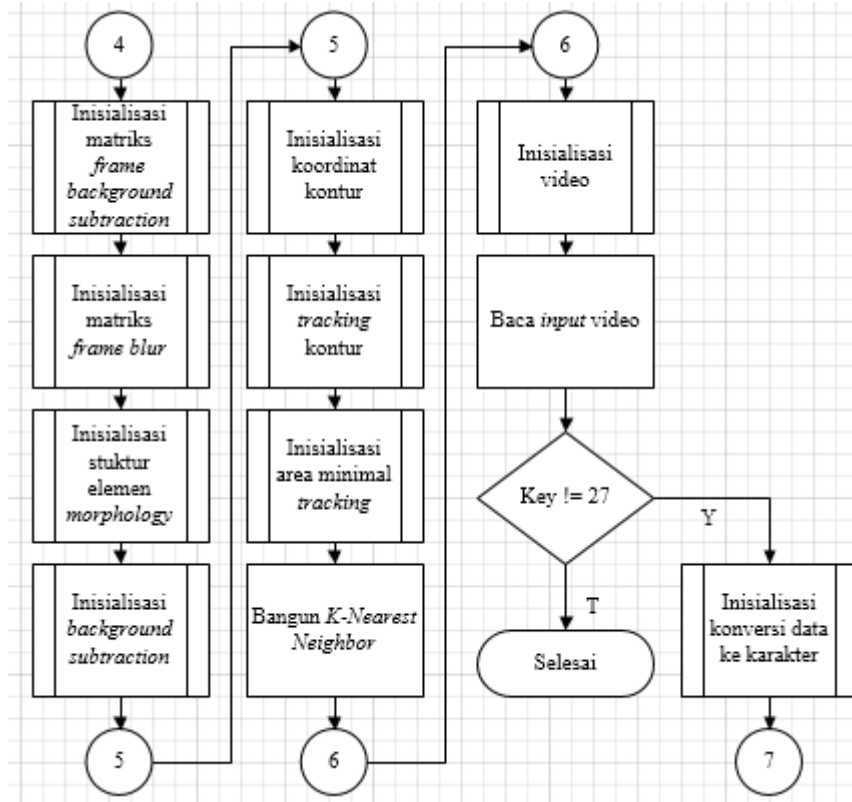 4
Inisialisasi
matriks
frame
background
subtraction
Inisialisasi
matriks
frame blur
Inisialisasi
stuktur
elemen
morphology
Inisialisasi
background
subtraction
5
5
Inisialisasi
koordinat
kontur
Inisialisasi
tracking
kontur
Inisialisasi
area minimal
tracking
Bangun K-Nearest
Neighbor
6
6
Inisialisasi
video
Baca input video
Key != 27
Y
T
Selesai
Inisialisasi
konversi data
ke karakter
7